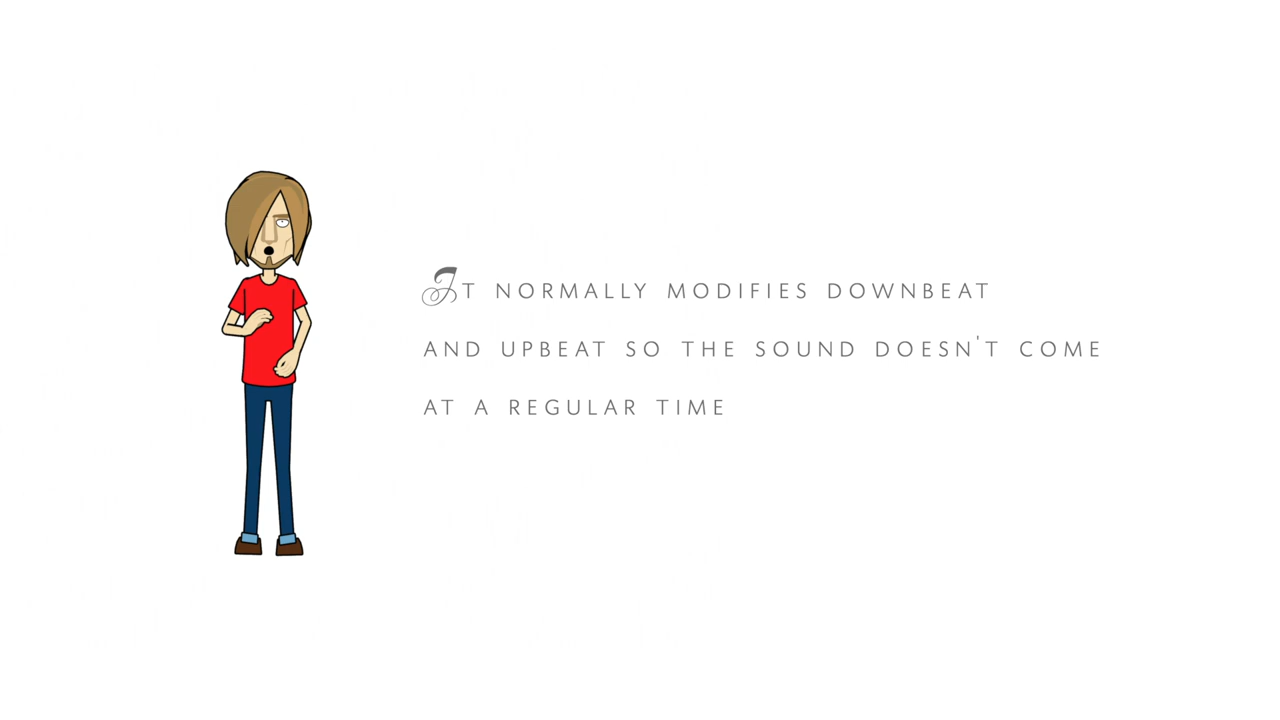 It normally modifies downbeat
and upbeat so the sound doesn't come
at a regular time